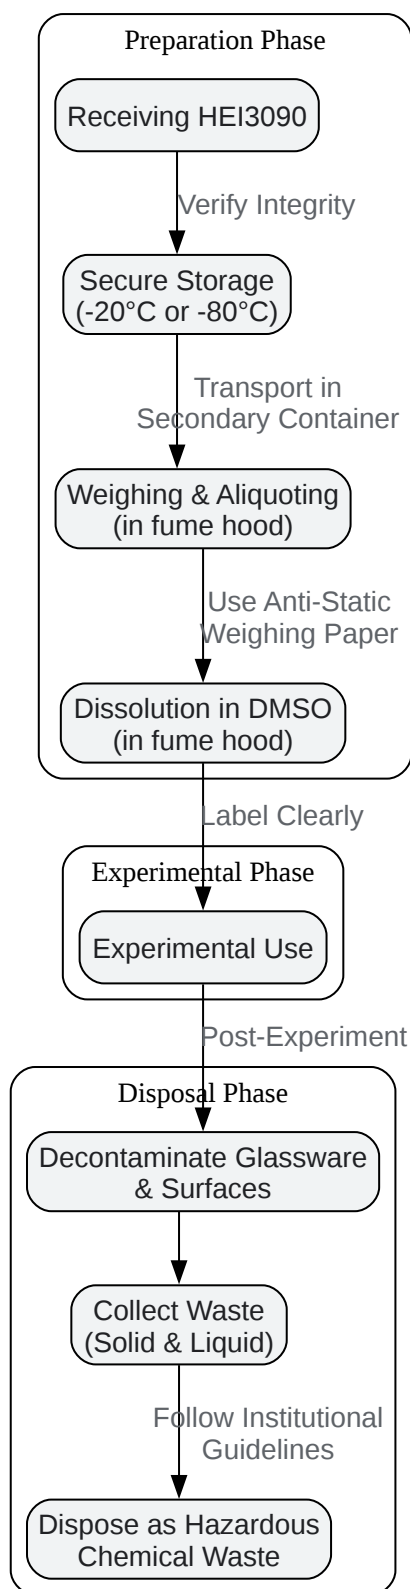 Preparation Phase
Receiving HEI3090
Verify Integrity
Secure Storage
(-20°C or -80°C)
Transport in
Secondary Container
Weighing & Aliquoting
(in fume hood)
Use Anti-Static
Weighing Paper
Dissolution in DMSO
(in fume hood)
Label Clearly
Experimental Phase
Experimental Use
Post-Experiment
Disposal Phase
Decontaminate Glassware
& Surfaces
Collect Waste
(Solid & Liquid)
Follow Institutional
Guidelines
Dispose as Hazardous
Chemical Waste